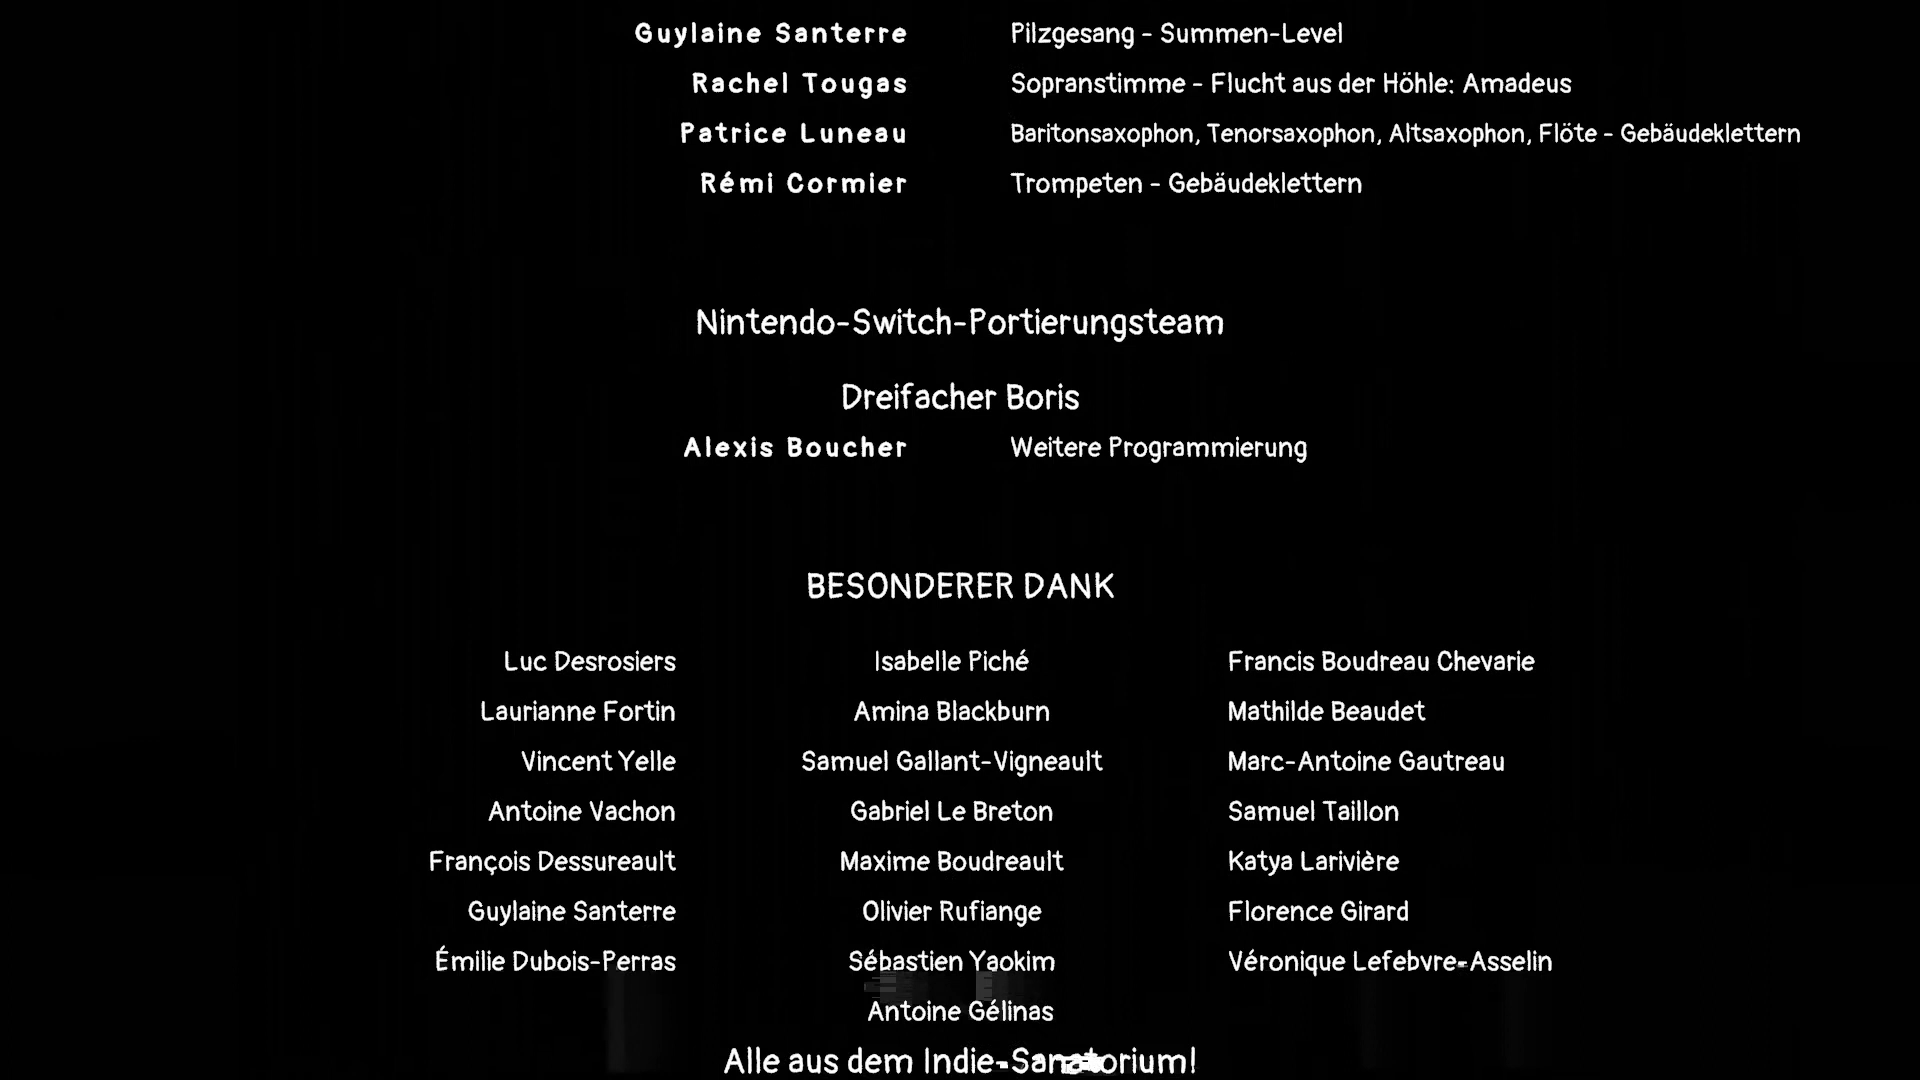 Guylaine Santerre Pilzgesang - Summen-Level
Rachel Tougas Sopranstimme - Flucht aus der Höhle: Amadeus
Patrice Luneau Baritonsaxophon, Tenorsaxophon, Altsaxophon, Flöte - Gebäudeklettern
Rémi Cormier Trompeten - Gebäudeklettern
Nintendo-Switch-Portierungsteam
Dreifacher Boris
Alexis Boucher Weitere Programmierung
BESONDERER DANK
Luc Desrosiers Isabelle Piché Francis Boudreau Chevarie
Laurianne Fortin Amina Blackburn Mathilde Beaudet
Vincent Yelle Samuel Gallant-Vigneault Marc-Antoine Gautreau
Antoine Vachon Gabriel Le Breton Samuel Taillon
François Dessureault Maxime Boudreault Katya Larivière
Guylaine Santerre Olivier Rufiange Florence Girard
Émilie Dubois-Perras Sébastien Yaokim Véronique Lefebvre-Asselin
Antoine Gélinas
Alle aus dem Indie-Sanatorium!